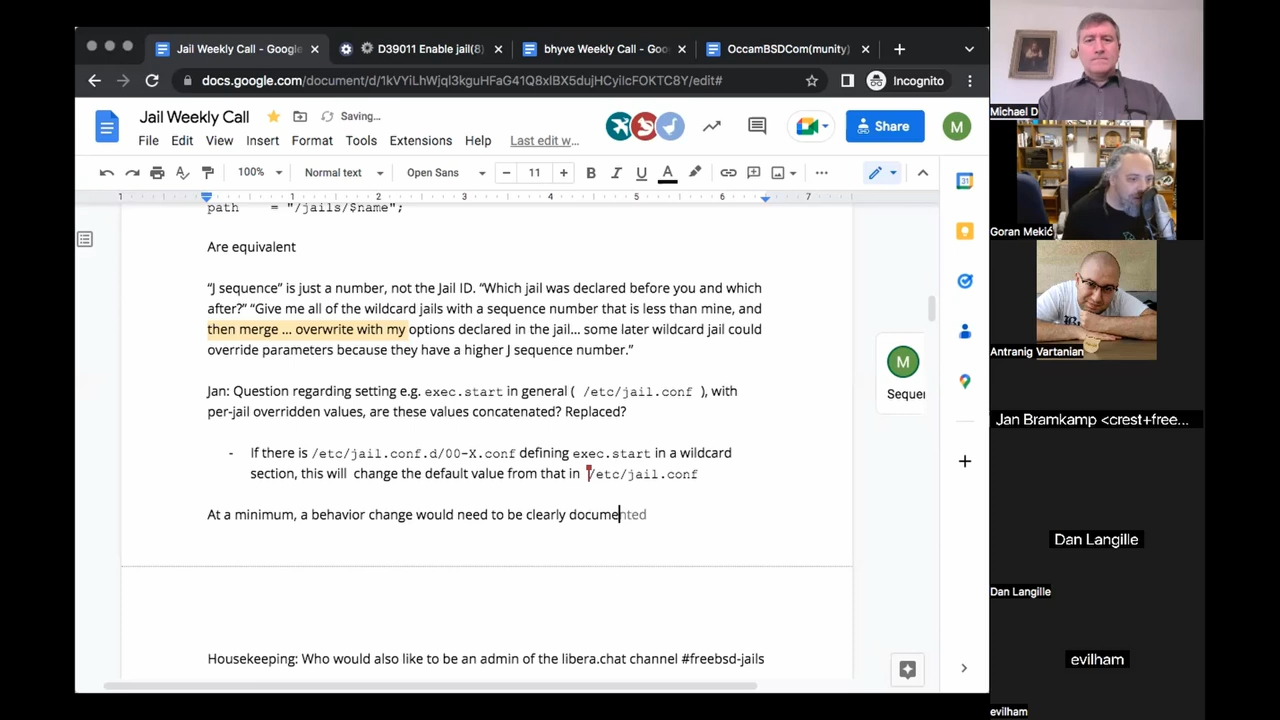 Jail Weekly Call - Google
D39011 Enable jail(8)
bhyve Weekly Call - Goo
OccamBSDCom(munity)
docs.google.com/document/d/1kVYiLhWjql3kguHFaG41Q8xIBX5dujHCyiIcFOKTC8Y/edit#
Incognito
Jail Weekly Call
Saving...
File Edit View Insert Format Tools Extensions Help Last edit w...
Share
M
100% Normal text Open Sans 11 B I U A
1 1 2 3 4 5 6 7
path = "/jails/$name";
Are equivalent
“J sequence” is just a number, not the Jail ID. “Which jail was declared before you and which
after?” “Give me all of the wildcard jails with a sequence number that is less than mine, and
then merge ... overwrite with my options declared in the jail... some later wildcard jail could
override parameters because they have a higher J sequence number.”
M
Sequer
Jan: Question regarding setting e.g. exec.start in general ( /etc/jail.conf ), with
per-jail overridden values, are these values concatenated? Replaced?
- If there is /etc/jail.conf.d/00-X.conf defining exec.start in a wildcard
section, this will change the default value from that in /etc/jail.conf
At a minimum, a behavior change would need to be clearly documented
Housekeeping: Who would also like to be an admin of the libera.chat channel #freebsd-jails
Michael D
Goran Mekić
Antranig Vartanian
Jan Bramkamp <crest+free...
Dan Langille
Dan Langille
evilham
evilham